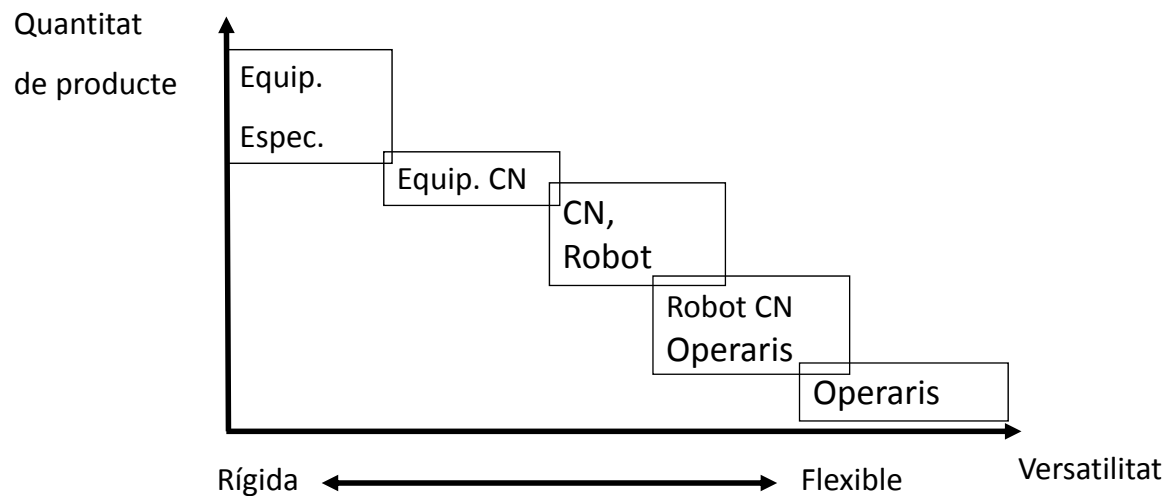 Quantitat
de producte
Equip.
Espec.
Equip. CN
CN,
Robot
Robot CN
Operaris
Operaris
Rígida
Flexible
Versatilitat